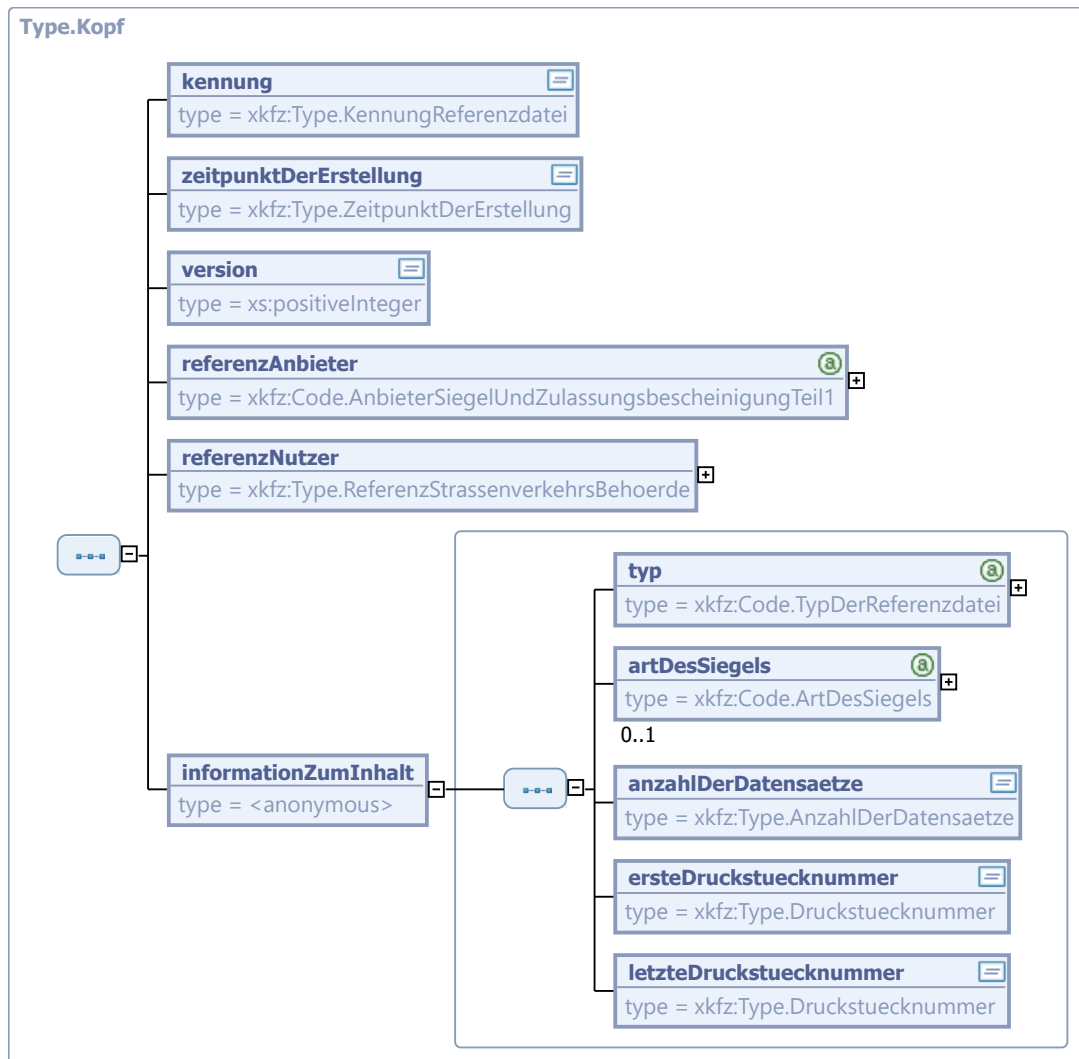 Type.Kopf
kennung
type = xkfz:Type.KennungReferenzdatei
zeitpunktDerErstellung
type = xkfz:Type.ZeitpunktDerErstellung
version
type = xs:positiveInteger
referenzAnbieter
type = xkfz:Code.AnbieterSiegelUndZulassungsbescheinigungTeil1
referenzNutzer
type = xkfz:Type.ReferenzStrassenverkehrsBehoerde
informationZumInhalt
type = <anonymous>
typ
type = xkfz:Code.TypDerReferenzdatei
artDesSiegels
type = xkfz:Code.ArtDesSiegels
0..1
anzahlDerDatensaetze
type = xkfz:Type.AnzahlDerDatensaetze
ersteDruckstuecknummer
type = xkfz:Type.Druckstuecknummer
letzteDruckstuecknummer
type = xkfz:Type.Druckstuecknummer